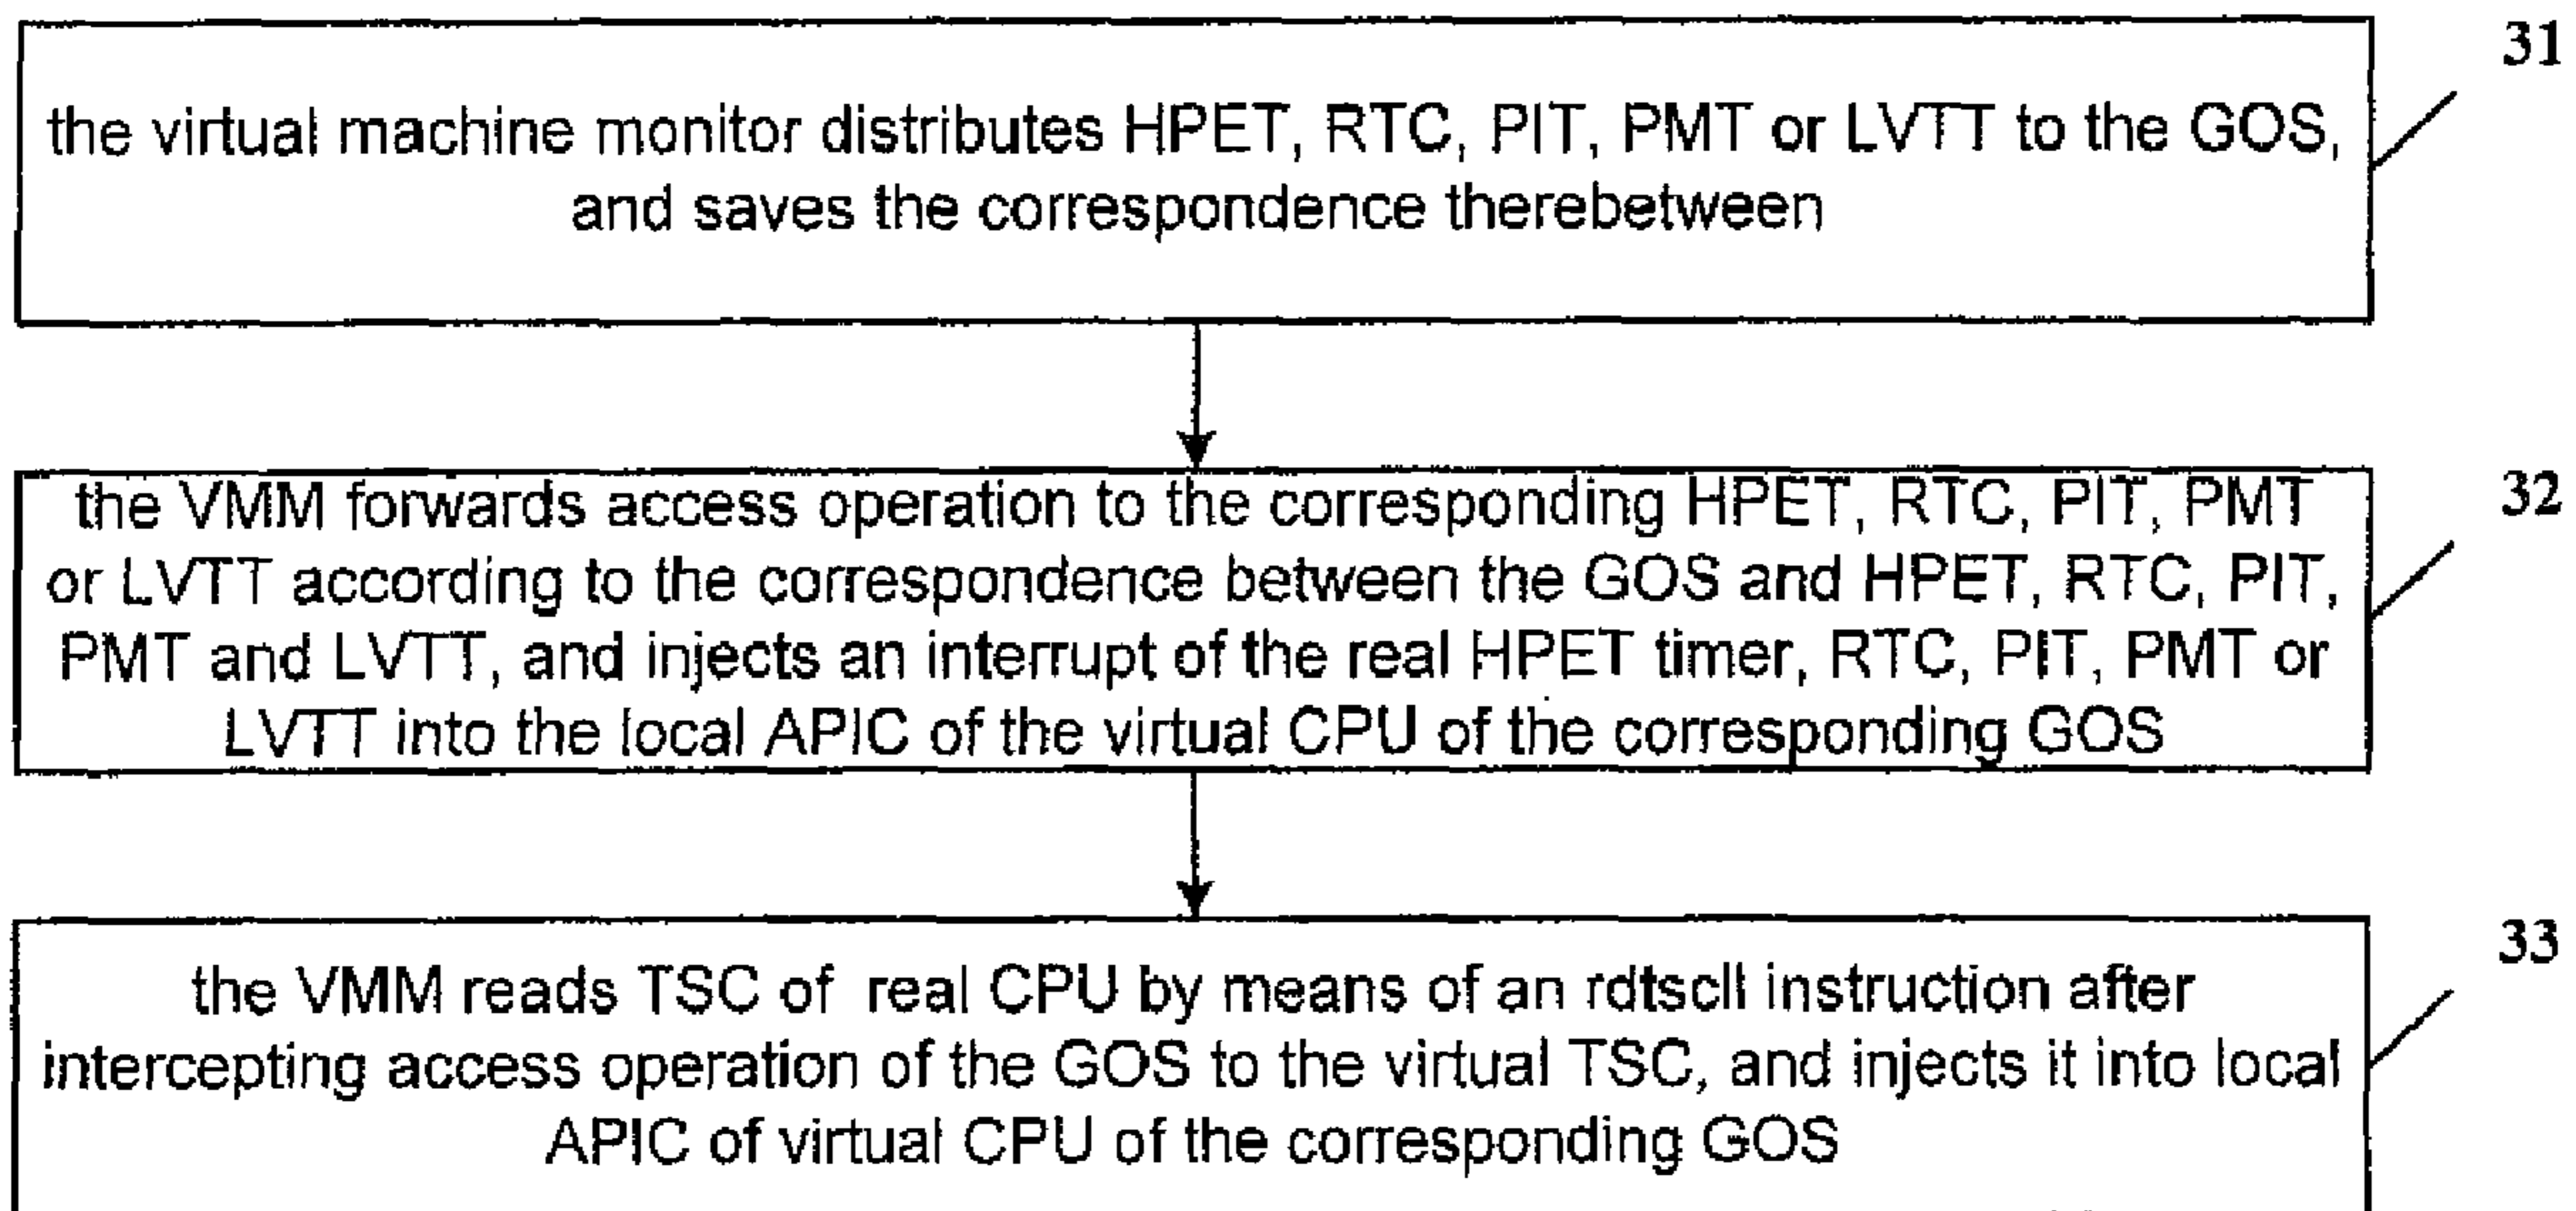 31
the virtual machine monitor distributes HPET, RTC, PIT, PMT or LVTT to the GOS,
and saves the correspondence therebetween
32
the VMM forwards access operation to the corresponding HPET, RTC, PIT, PMT
or LVTT according to the correspondence between the GOS and HPET, RTC, PIT,
PMT and LVTT, and injects an interrupt of the real HPET timer, RTC, PIT, PMT or
LVTT into the local APIC of the virtual CPU of the corresponding GOS
33
the VMM reads TSC of real CPU by means of an rdtscll instruction after
intercepting access operation of the GOS to the virtual TSC, and injects it into local
APIC of virtual CPU of the corresponding GOS